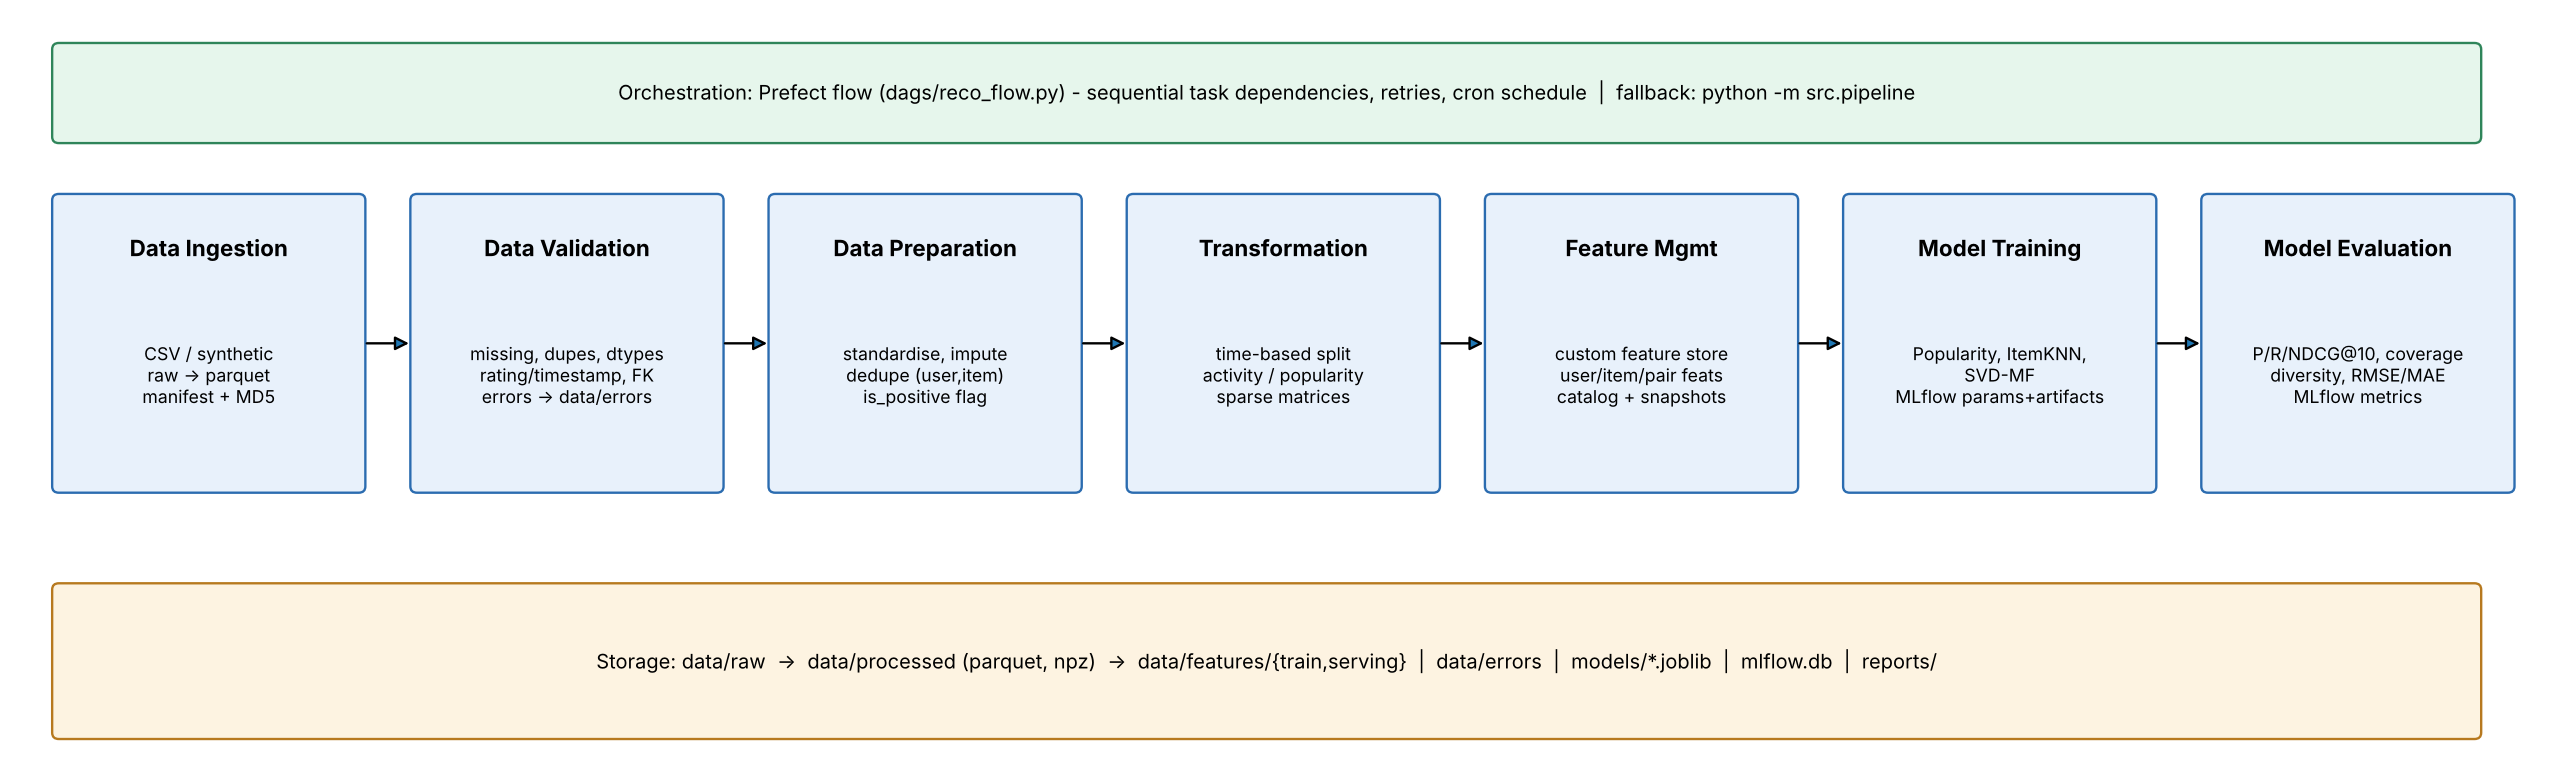 Orchestration: Prefect flow (dags/reco_flow.py) - sequential task dependencies, retries, cron schedule | fallback: python -m src.pipeline
Data Ingestion
CSV / synthetic
raw → parquet
manifest + MD5
Data Validation
missing, dupes, dtypes
rating/timestamp, FK
errors → data/errors
Data Preparation
standardise, impute
dedupe (user,item)
is_positive flag
Transformation
time-based split
activity / popularity
sparse matrices
Feature Mgmt
custom feature store
user/item/pair feats
catalog + snapshots
Model Training
Popularity, ItemKNN,
SVD-MF
MLflow params+artifacts
Model Evaluation
P/R/NDCG@10, coverage
diversity, RMSE/MAE
MLflow metrics
Storage: data/raw → data/processed (parquet, npz) → data/features/{train,serving} | data/errors | models/*.joblib | mlflow.db | reports/